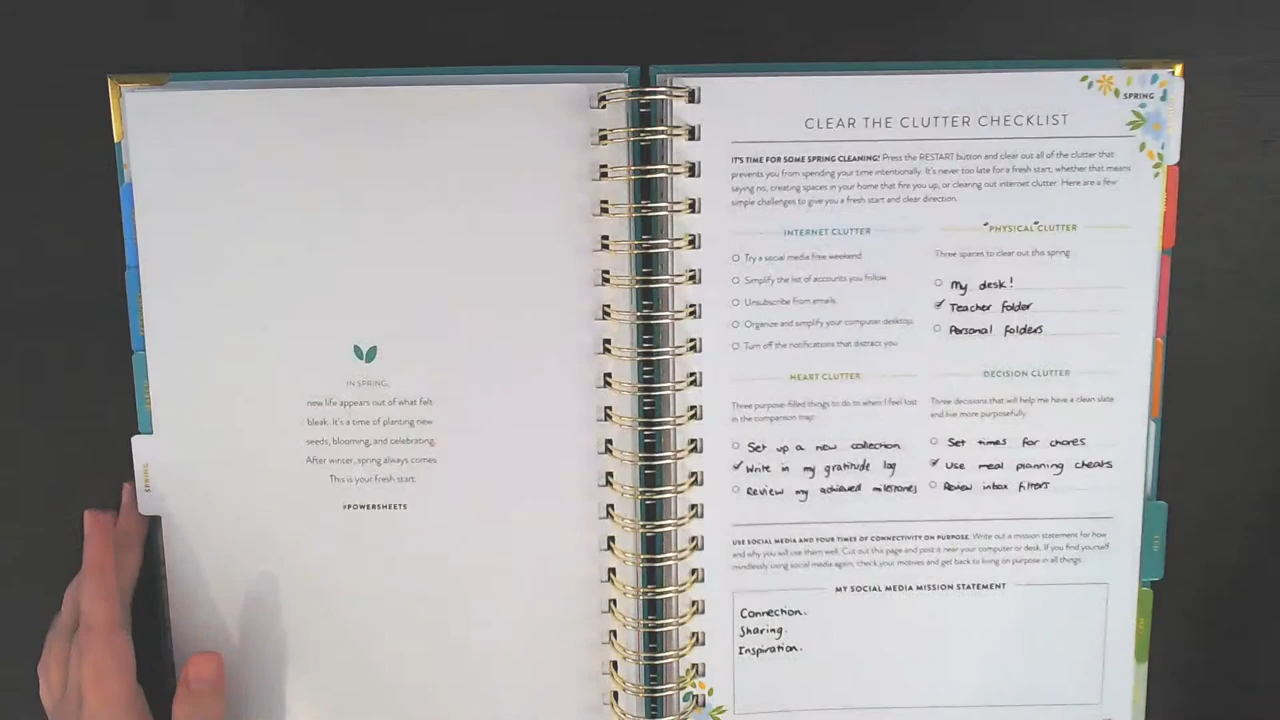 IN SPRING,
new life appears out of what felt
bleak. It's a time of planting new
seeds, blooming, and celebrating.
After winter, spring always comes.
This is your fresh start.
#POWERSHEETS
SPRING
SPRING
CLEAR THE CLUTTER CHECKLIST
IT'S TIME FOR SOME SPRING CLEANING! Press the RESTART button and clear out all of the clutter that
prevents you from spending your time intentionally. It's never too late for a fresh start, whether that means
saying no, creating spaces in your home that fire you up, or clearing out internet clutter. Here are a few
simple challenges to give you a fresh start and clear direction.
INTERNET CLUTTER
Try a social media free weekend.
Simplify the list of accounts you follow.
Unsubscribe from emails.
Organize and simplify your computer desktop.
Turn off the notifications that distract you.
PHYSICAL CLUTTER
Three spaces to clear out this spring:
My desk!
Teacher folder
Personal folders
HEART CLUTTER
Three purpose-filled things to do to when I feel lost
in the comparison trap:
Set up a new collection
Write in my gratitude log
Review my achieved milestones
DECISION CLUTTER
Three decisions that will help me have a clean slate
and live more purposefully:
Set times for chores
Use meal planning cheats
Review inbox filters
USE SOCIAL MEDIA AND YOUR TIMES OF CONNECTIVITY ON PURPOSE. Write out a mission statement for how
and why you will use them well. Cut out this page and post it near your computer or desk. If you find yourself
mindlessly using social media again, check your motives and get back to living on purpose in all things.
MY SOCIAL MEDIA MISSION STATEMENT
Connection.
Sharing.
Inspiration.